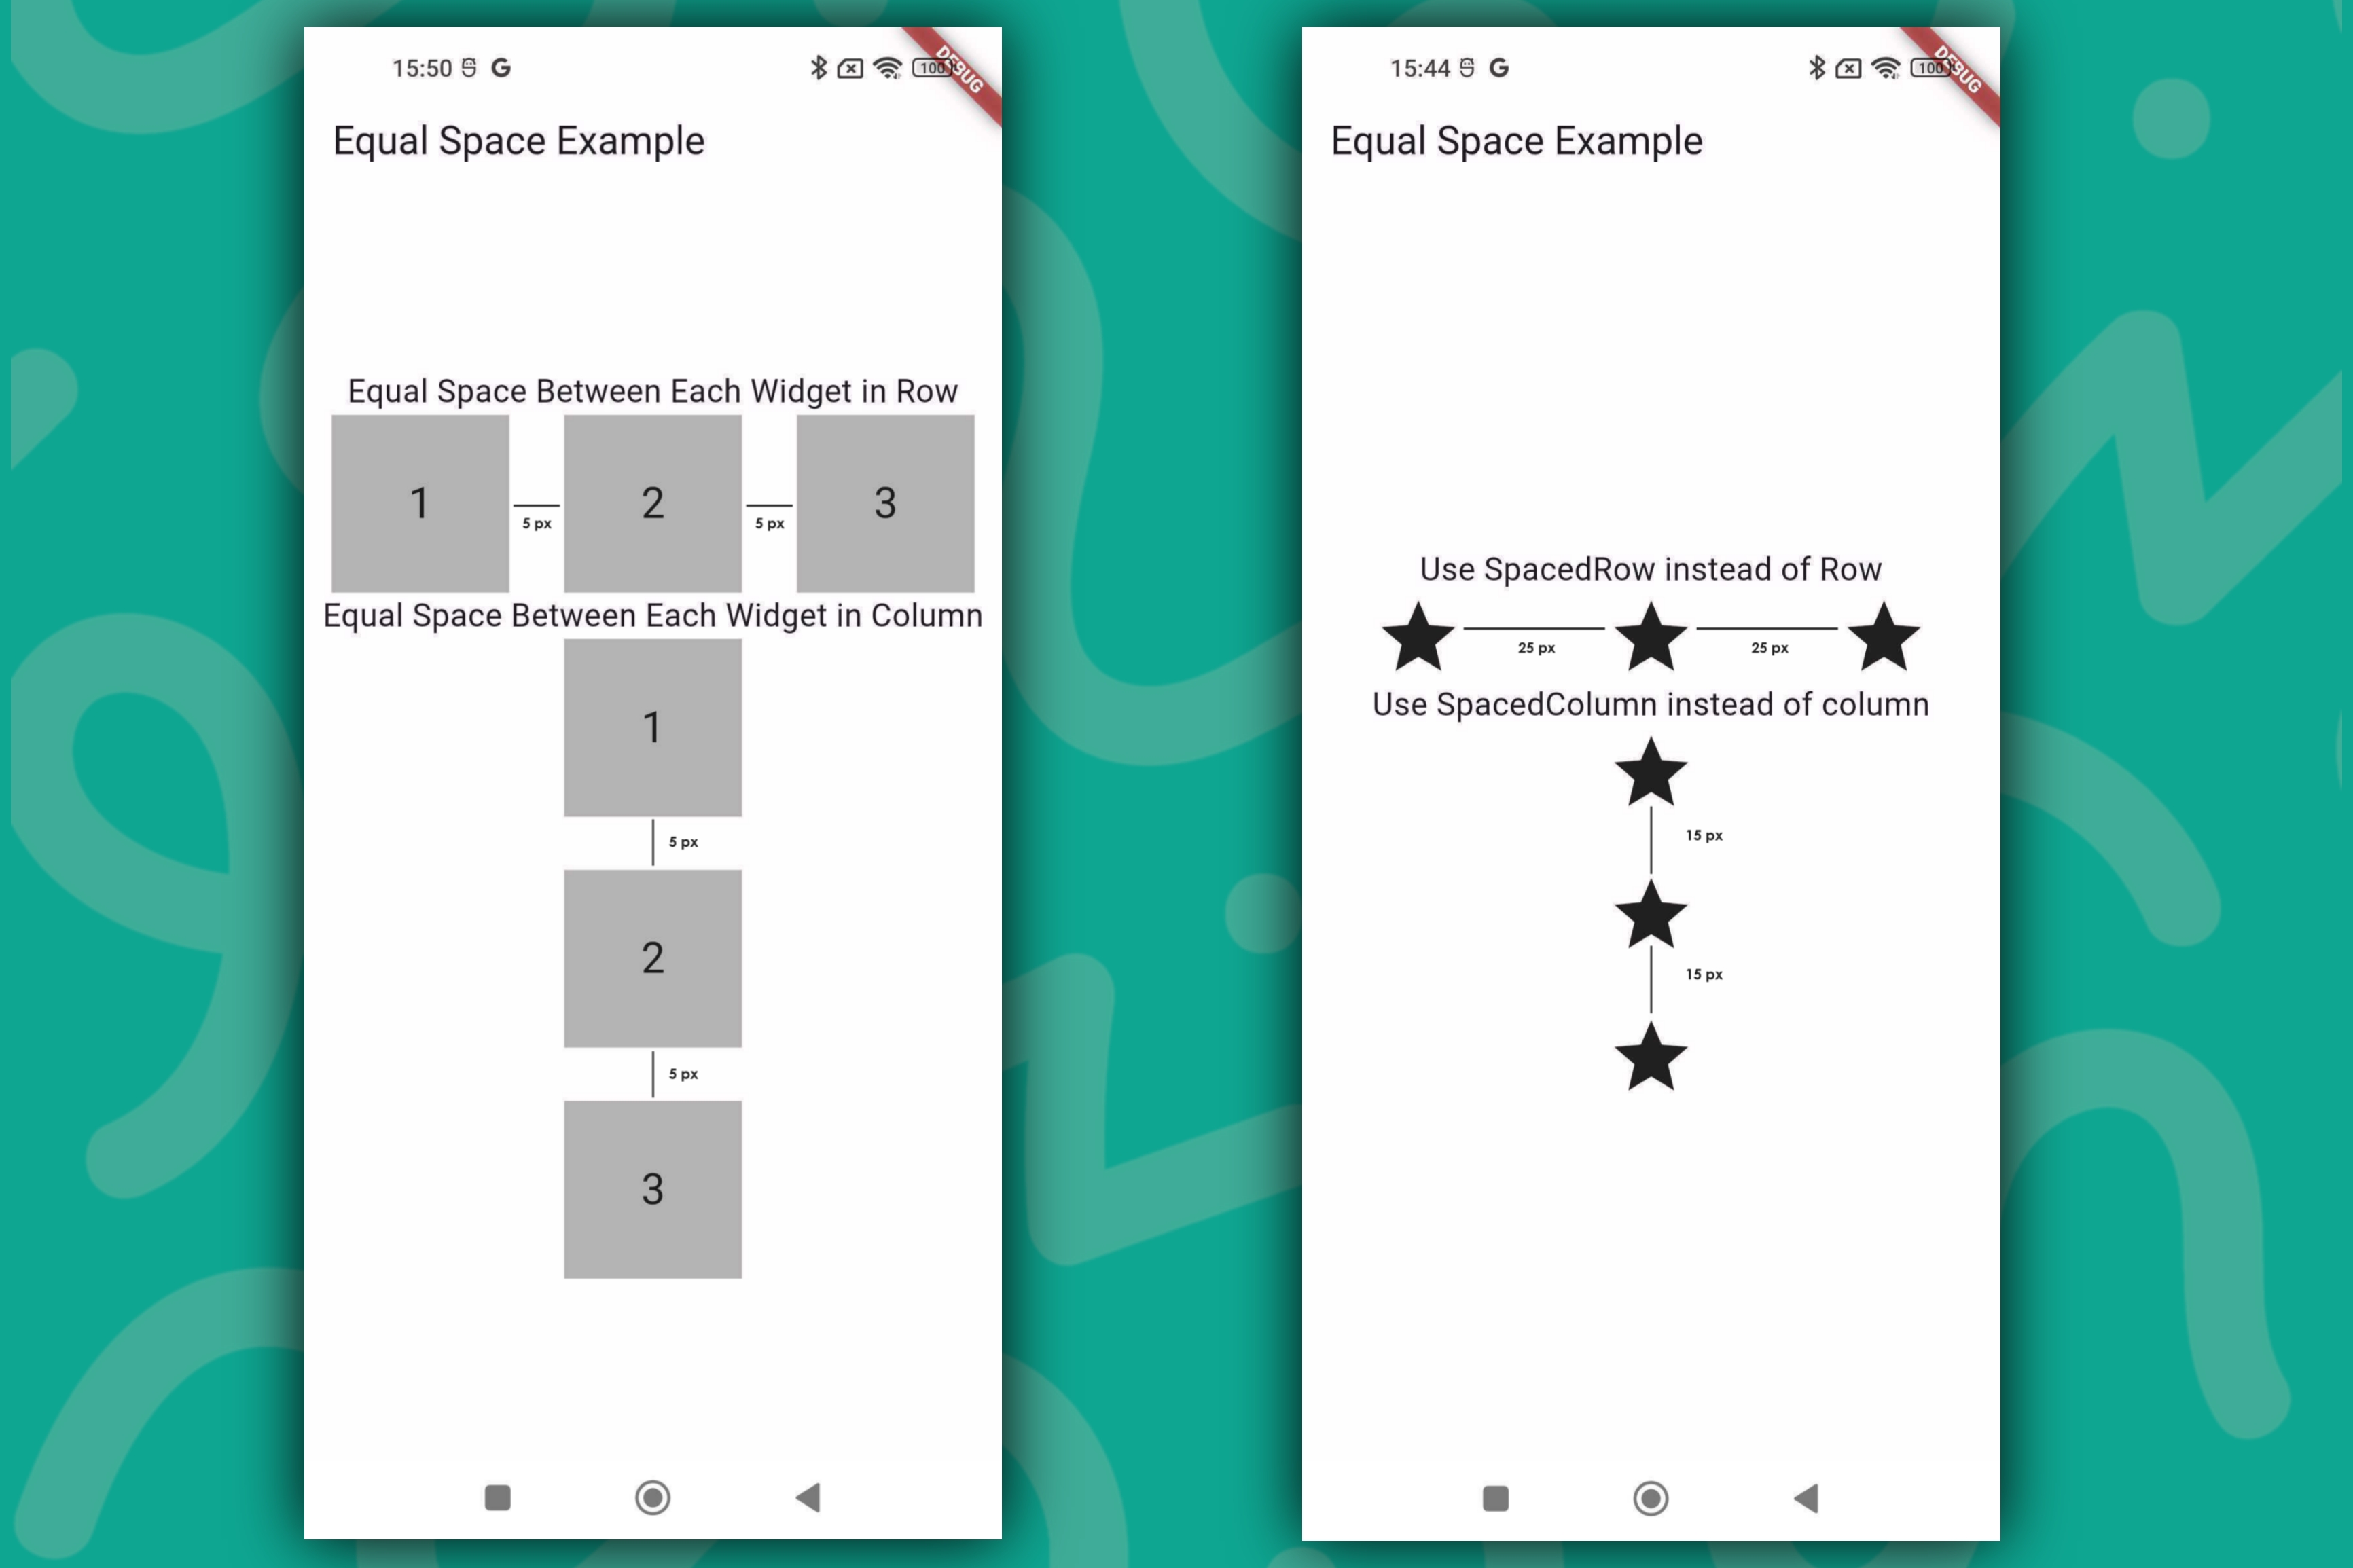 15:50
G
100
DEBUG
Equal Space Example
Equal Space Between Each Widget in Row
1
5 px
2
5 px
3
Equal Space Between Each Widget in Column
1
5 px
2
5 px
3
15:44
G
100
DEBUG
Equal Space Example
Use SpacedRow instead of Row
25 px
25 px
Use SpacedColumn instead of column
15 px
15 px